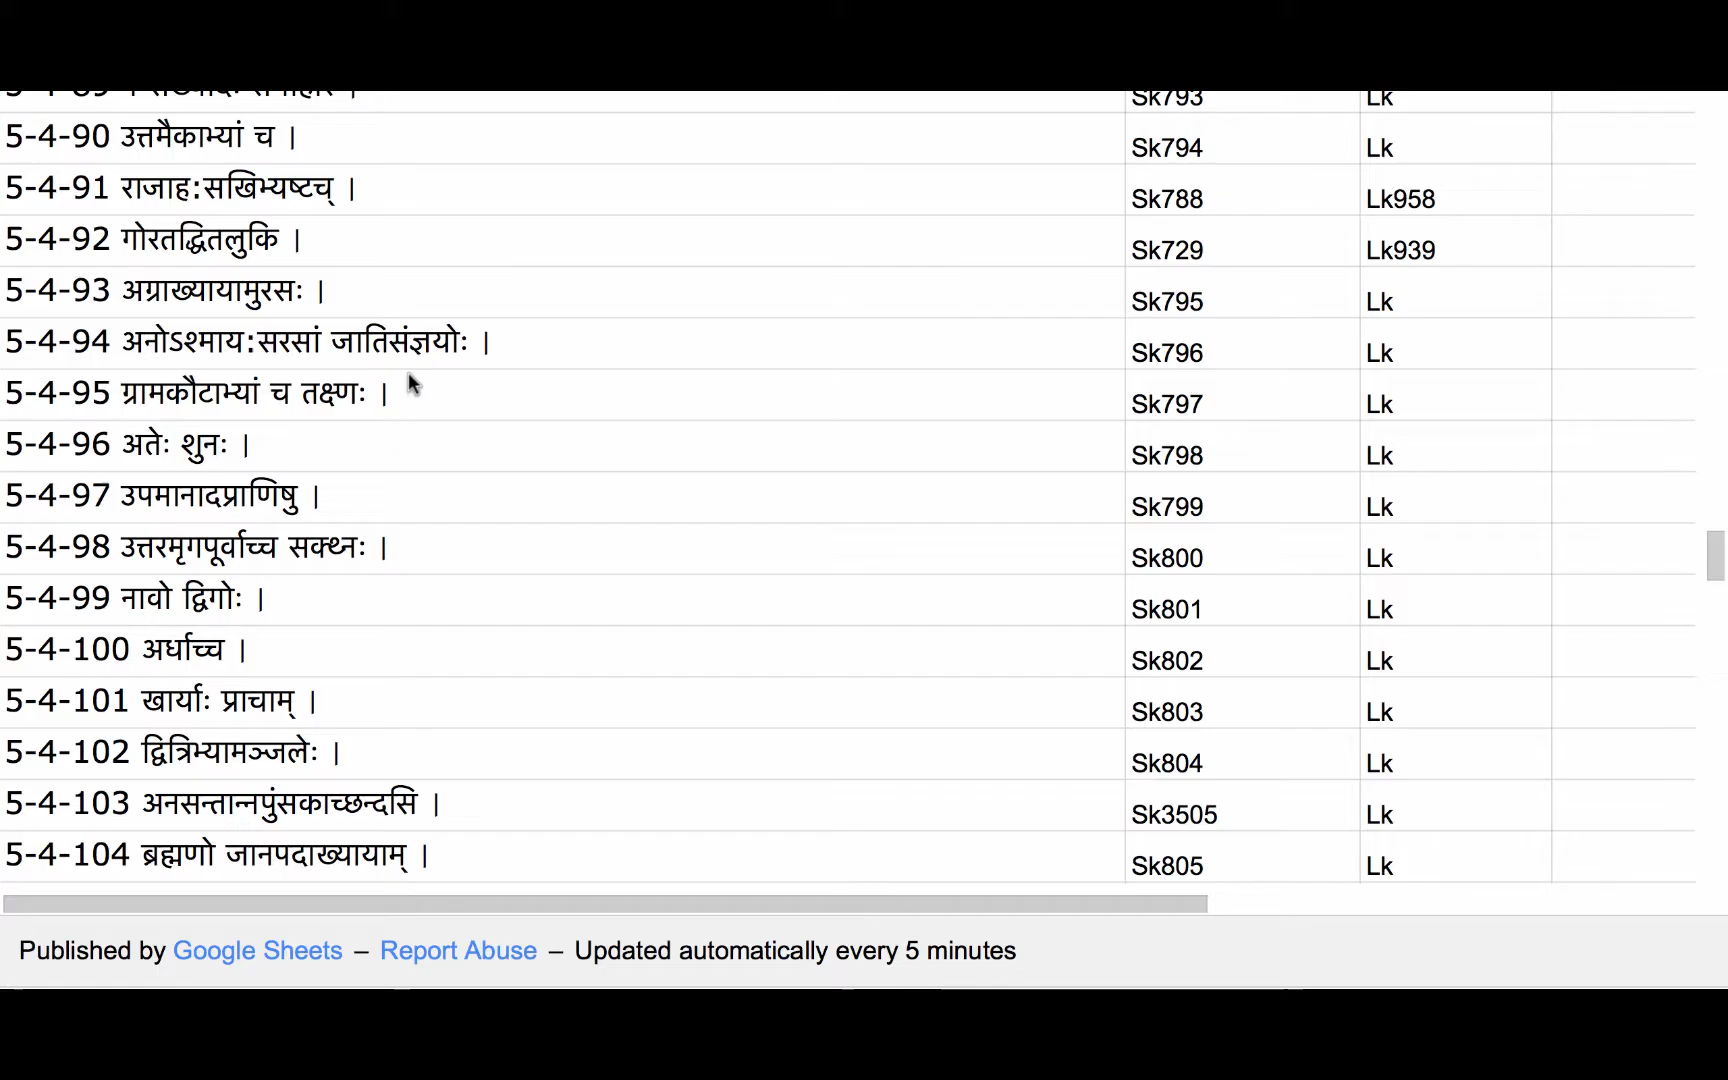 Sk793 Lk
5-4-90 उत्तमैकाभ्यां च | Sk794 Lk
5-4-91 राजाह:सखिभ्यष्टच् | Sk788 Lk958
5-4-92 गोरतद्धितलुकि | Sk729 Lk939
5-4-93 अग्राख्यायामुरसः | Sk795 Lk
5-4-94 अनोऽश्माय:सरसां जातिसंज्ञयोः | Sk796 Lk
5-4-95 ग्रामकौटाभ्यां च तक्ष्णः | Sk797 Lk
5-4-96 अतेः शुनः | Sk798 Lk
5-4-97 उपमानादप्राणिषु | Sk799 Lk
5-4-98 उत्तरमृगपूर्वाच्च सक्थ्नः | Sk800 Lk
5-4-99 नावो द्विगोः | Sk801 Lk
5-4-100 अर्धाच्च | Sk802 Lk
5-4-101 खार्याः प्राचाम् | Sk803 Lk
5-4-102 द्वित्रिभ्यामञ्जलेः | Sk804 Lk
5-4-103 अनसन्तान्नपुंसकाच्छन्दसि | Sk3505 Lk
5-4-104 ब्रह्मणो जानपदाख्यायाम् | Sk805 Lk
Published by Google Sheets – Report Abuse – Updated automatically every 5 minutes